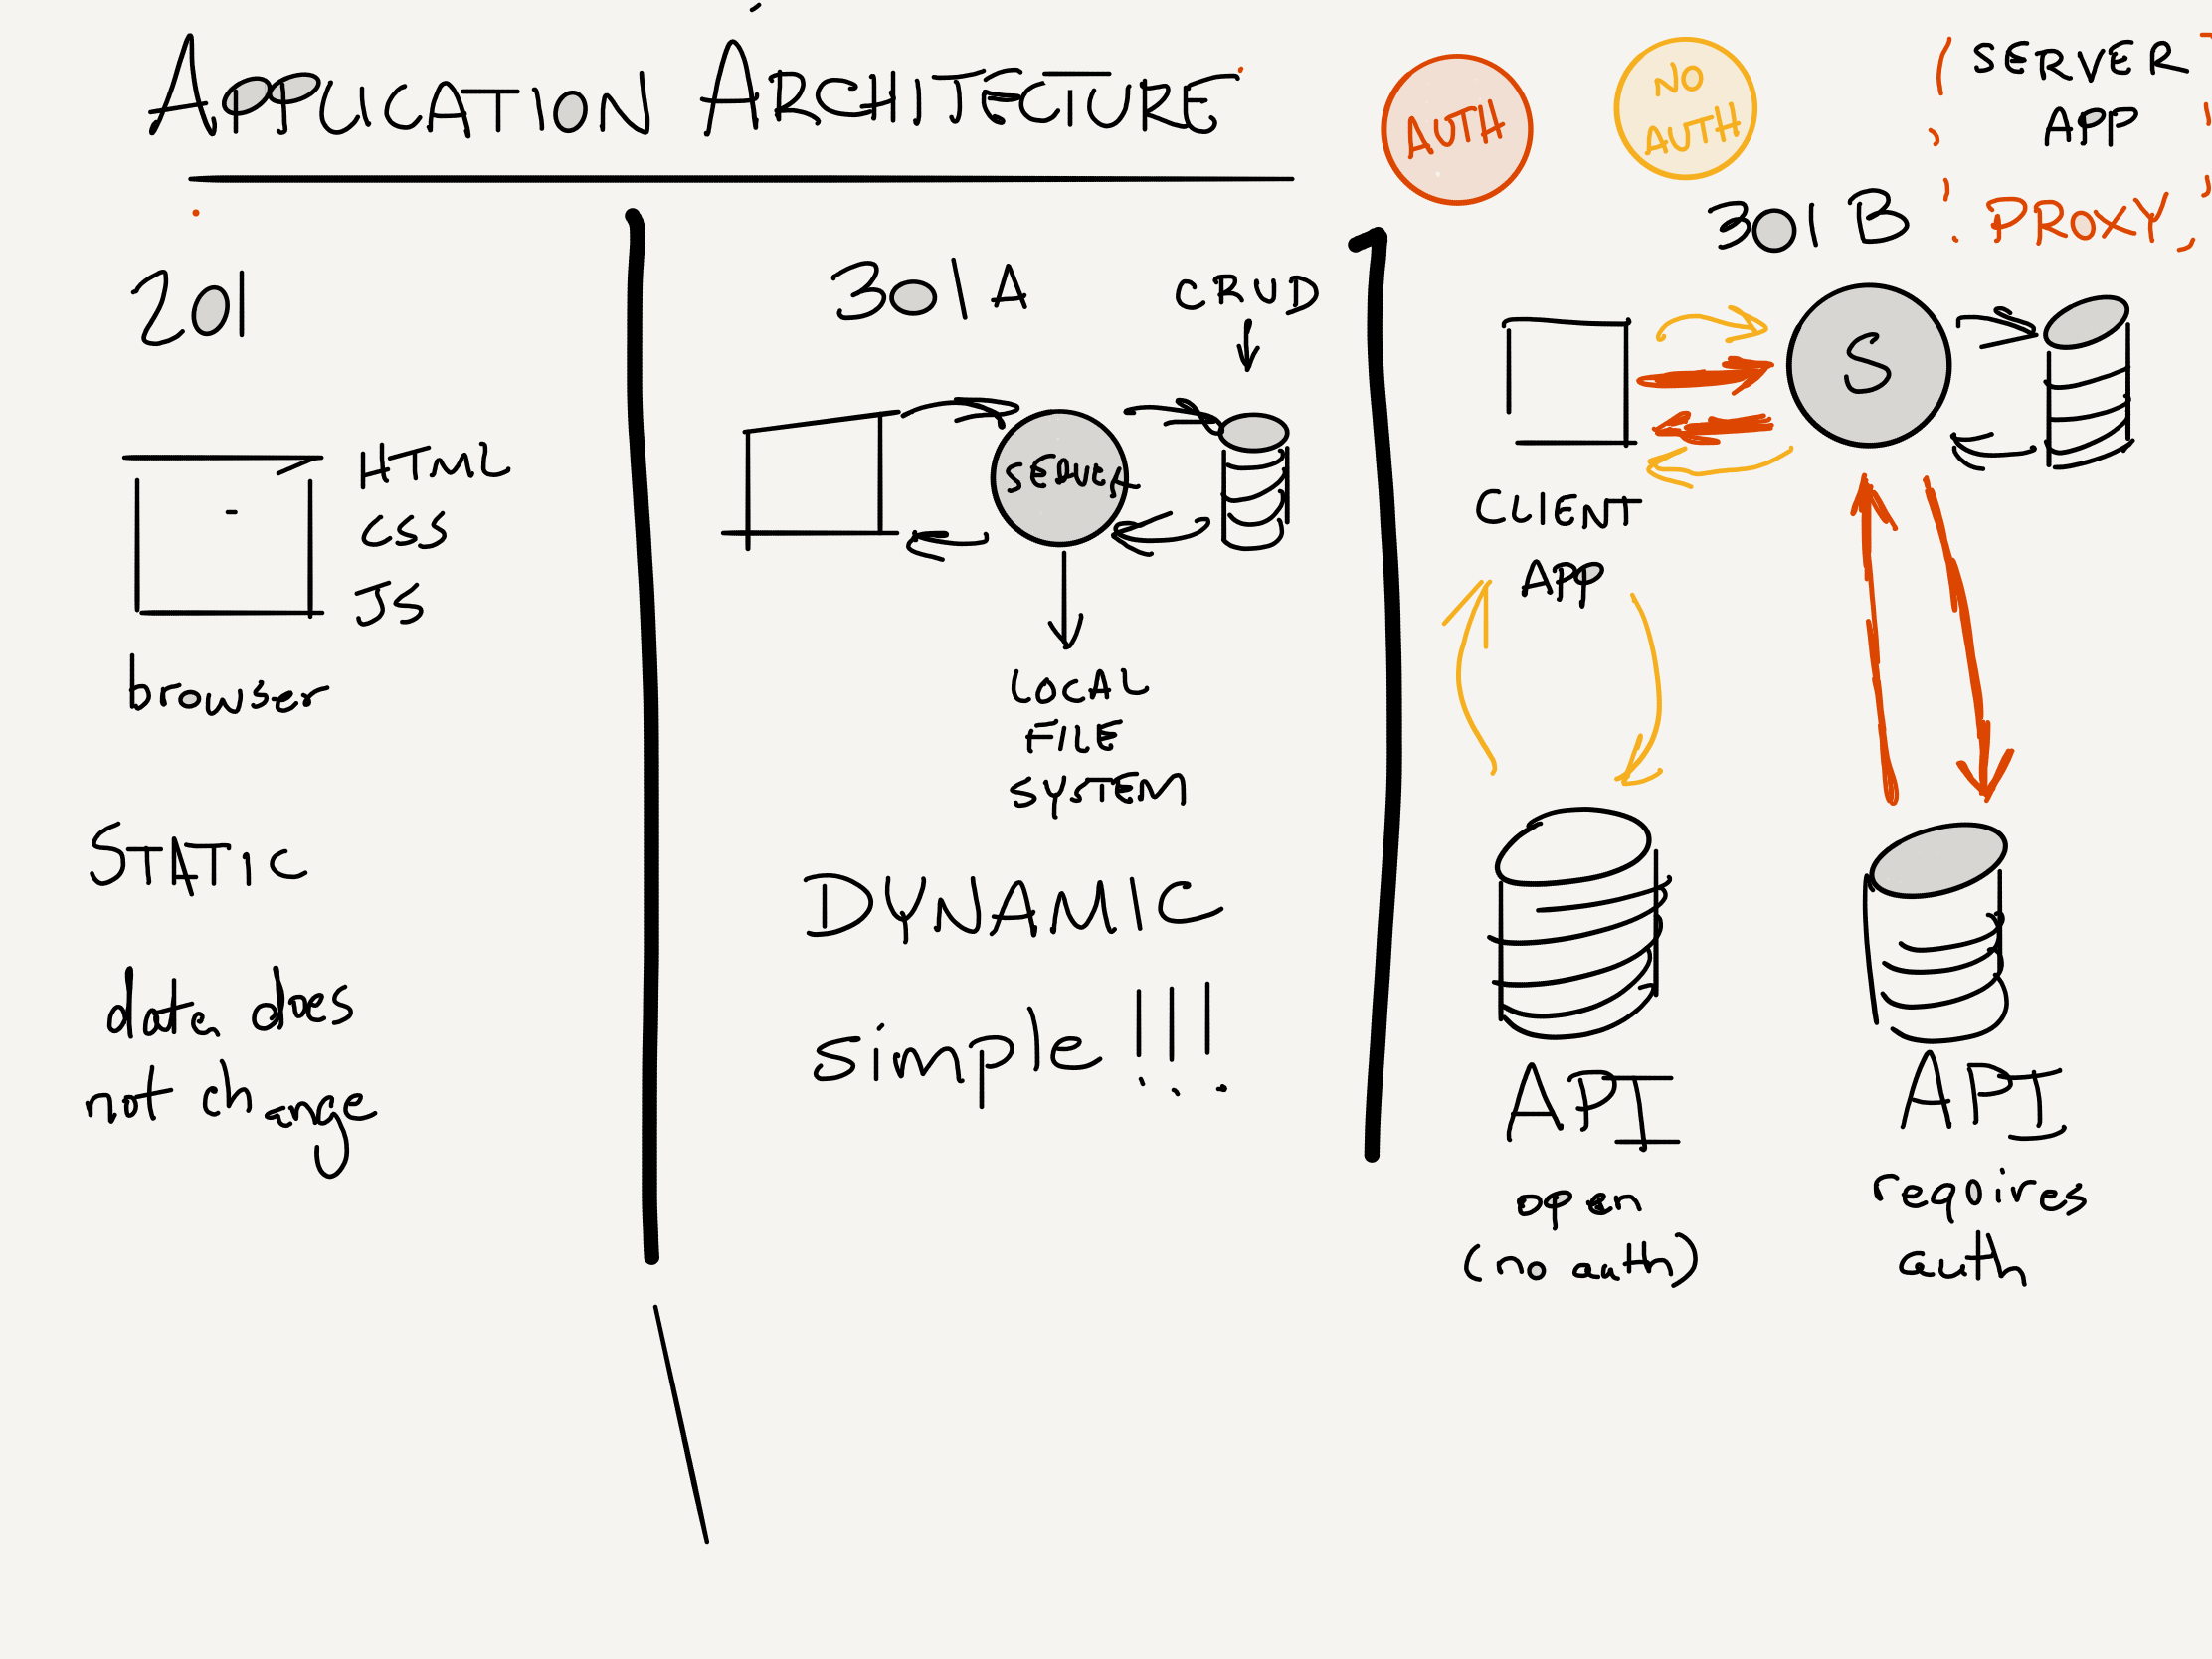 APPLICATION ARCHITECTURE
AUTH
NO
AUTH
SERVER
APP
PROXY
201
HTML
CSS
JS
browser
STATIC
data does
not change
301 A
CRUD
LOCAL
FILE
SYSTEM
DYNAMIC
simple!!!
301 B
S
CLIENT
APP
API
open
(no auth)
API
requires
auth